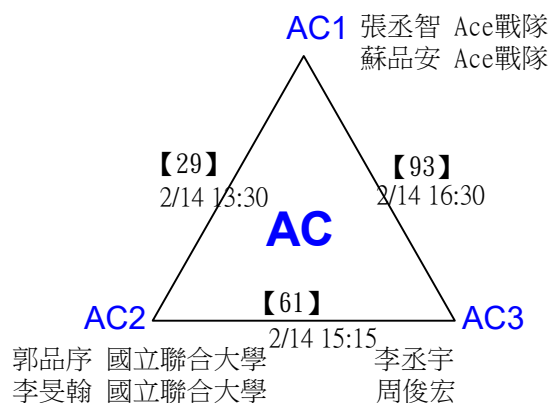 AC1 張丞智 Ace戰隊
蘇品安 Ace戰隊
【29】 【93】
2/14 13:30 2/14 16:30
AC
AC2 【61】 AC3
2/14 15:15
郭品序 國立聯合大學 李丞宇
李旻翰 國立聯合大學 周俊宏